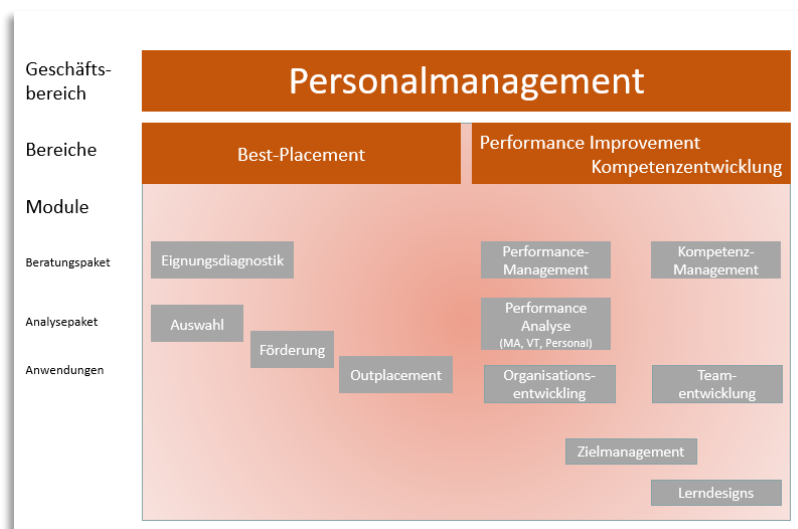 Geschäfts-
bereich
Personalmanagement
Bereiche
Best-Placement
Performance Improvement
Kompetenzentwicklung
Module
Beratungspaket
Eignungsdiagnostik
Performance-
Management
Kompetenz-
Management
Analysepaket
Auswahl
Förderung
Performance
Analyse
(MA, VT, Personal)
Anwendungen
Outplacement
Organisations-
entwickling
Team-
entwicklung
Zielmanagement
Lerndesigns